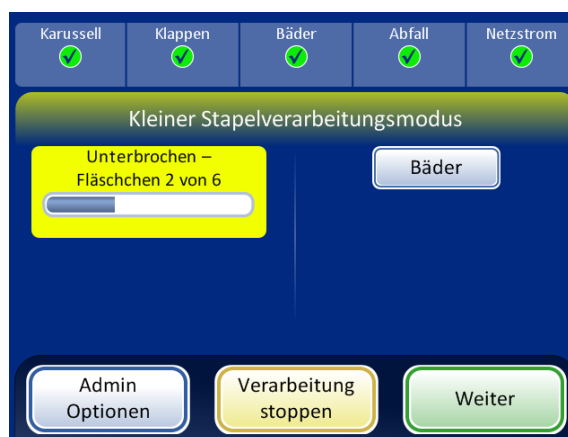 Karussell Klappen Bäder Abfall Netzstrom
Kleiner Stapelverarbeitungsmodus
Unterbrochen –
Fläschchen 2 von 6
Bäder
Admin
Optionen
Verarbeitung
stoppen
Weiter